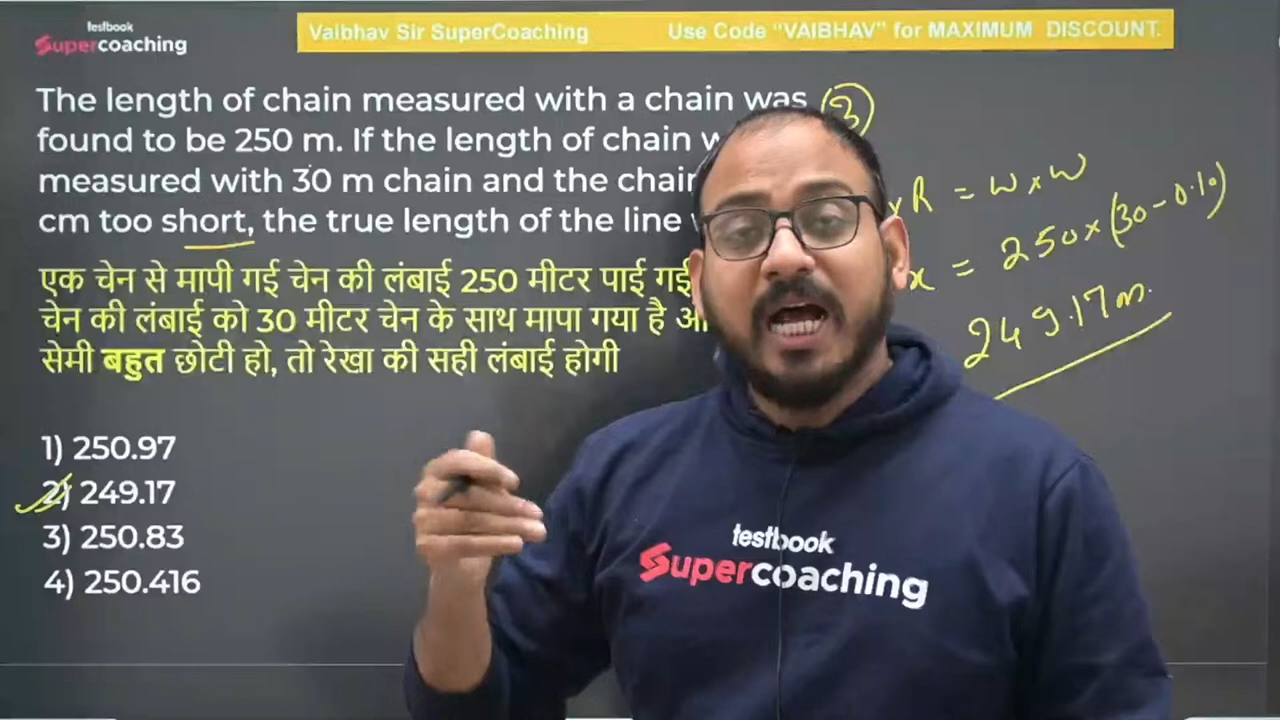 testbook
Supercoaching
Vaibhav Sir SuperCoaching Use Code “VAIBHAV” for MAXIMUM DISCOUNT.
The length of chain measured with a chain was
found to be 250 m. If the length of chain
measured with 30 m chain and the chain
cm too short, the true length of the line
एक चेन से मापी गई चेन की लंबाई 250 मीटर पाई गई
चेन की लंबाई को 30 मीटर चेन के साथ मापा गया है
सेमी बहुत छोटी हो, तो रेखा की सही लंबाई होगी
1) 250.97
2) 249.17
3) 250.83
4) 250.416
R = w x w
x = 250x(30-0.10)
249.17m.
testbook
Supercoaching